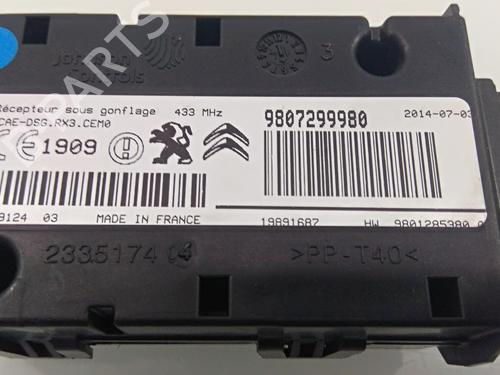 Johnson
Controls
3
Récepteur sous gonflage 433 MHz
CAE-DSG.RX3.CEM0
1909
9807299980
2014-07-03
9124 03 MADE IN FRANCE
19891687 HW 9801285380
2335174 04
>PP-T40<
PARTS